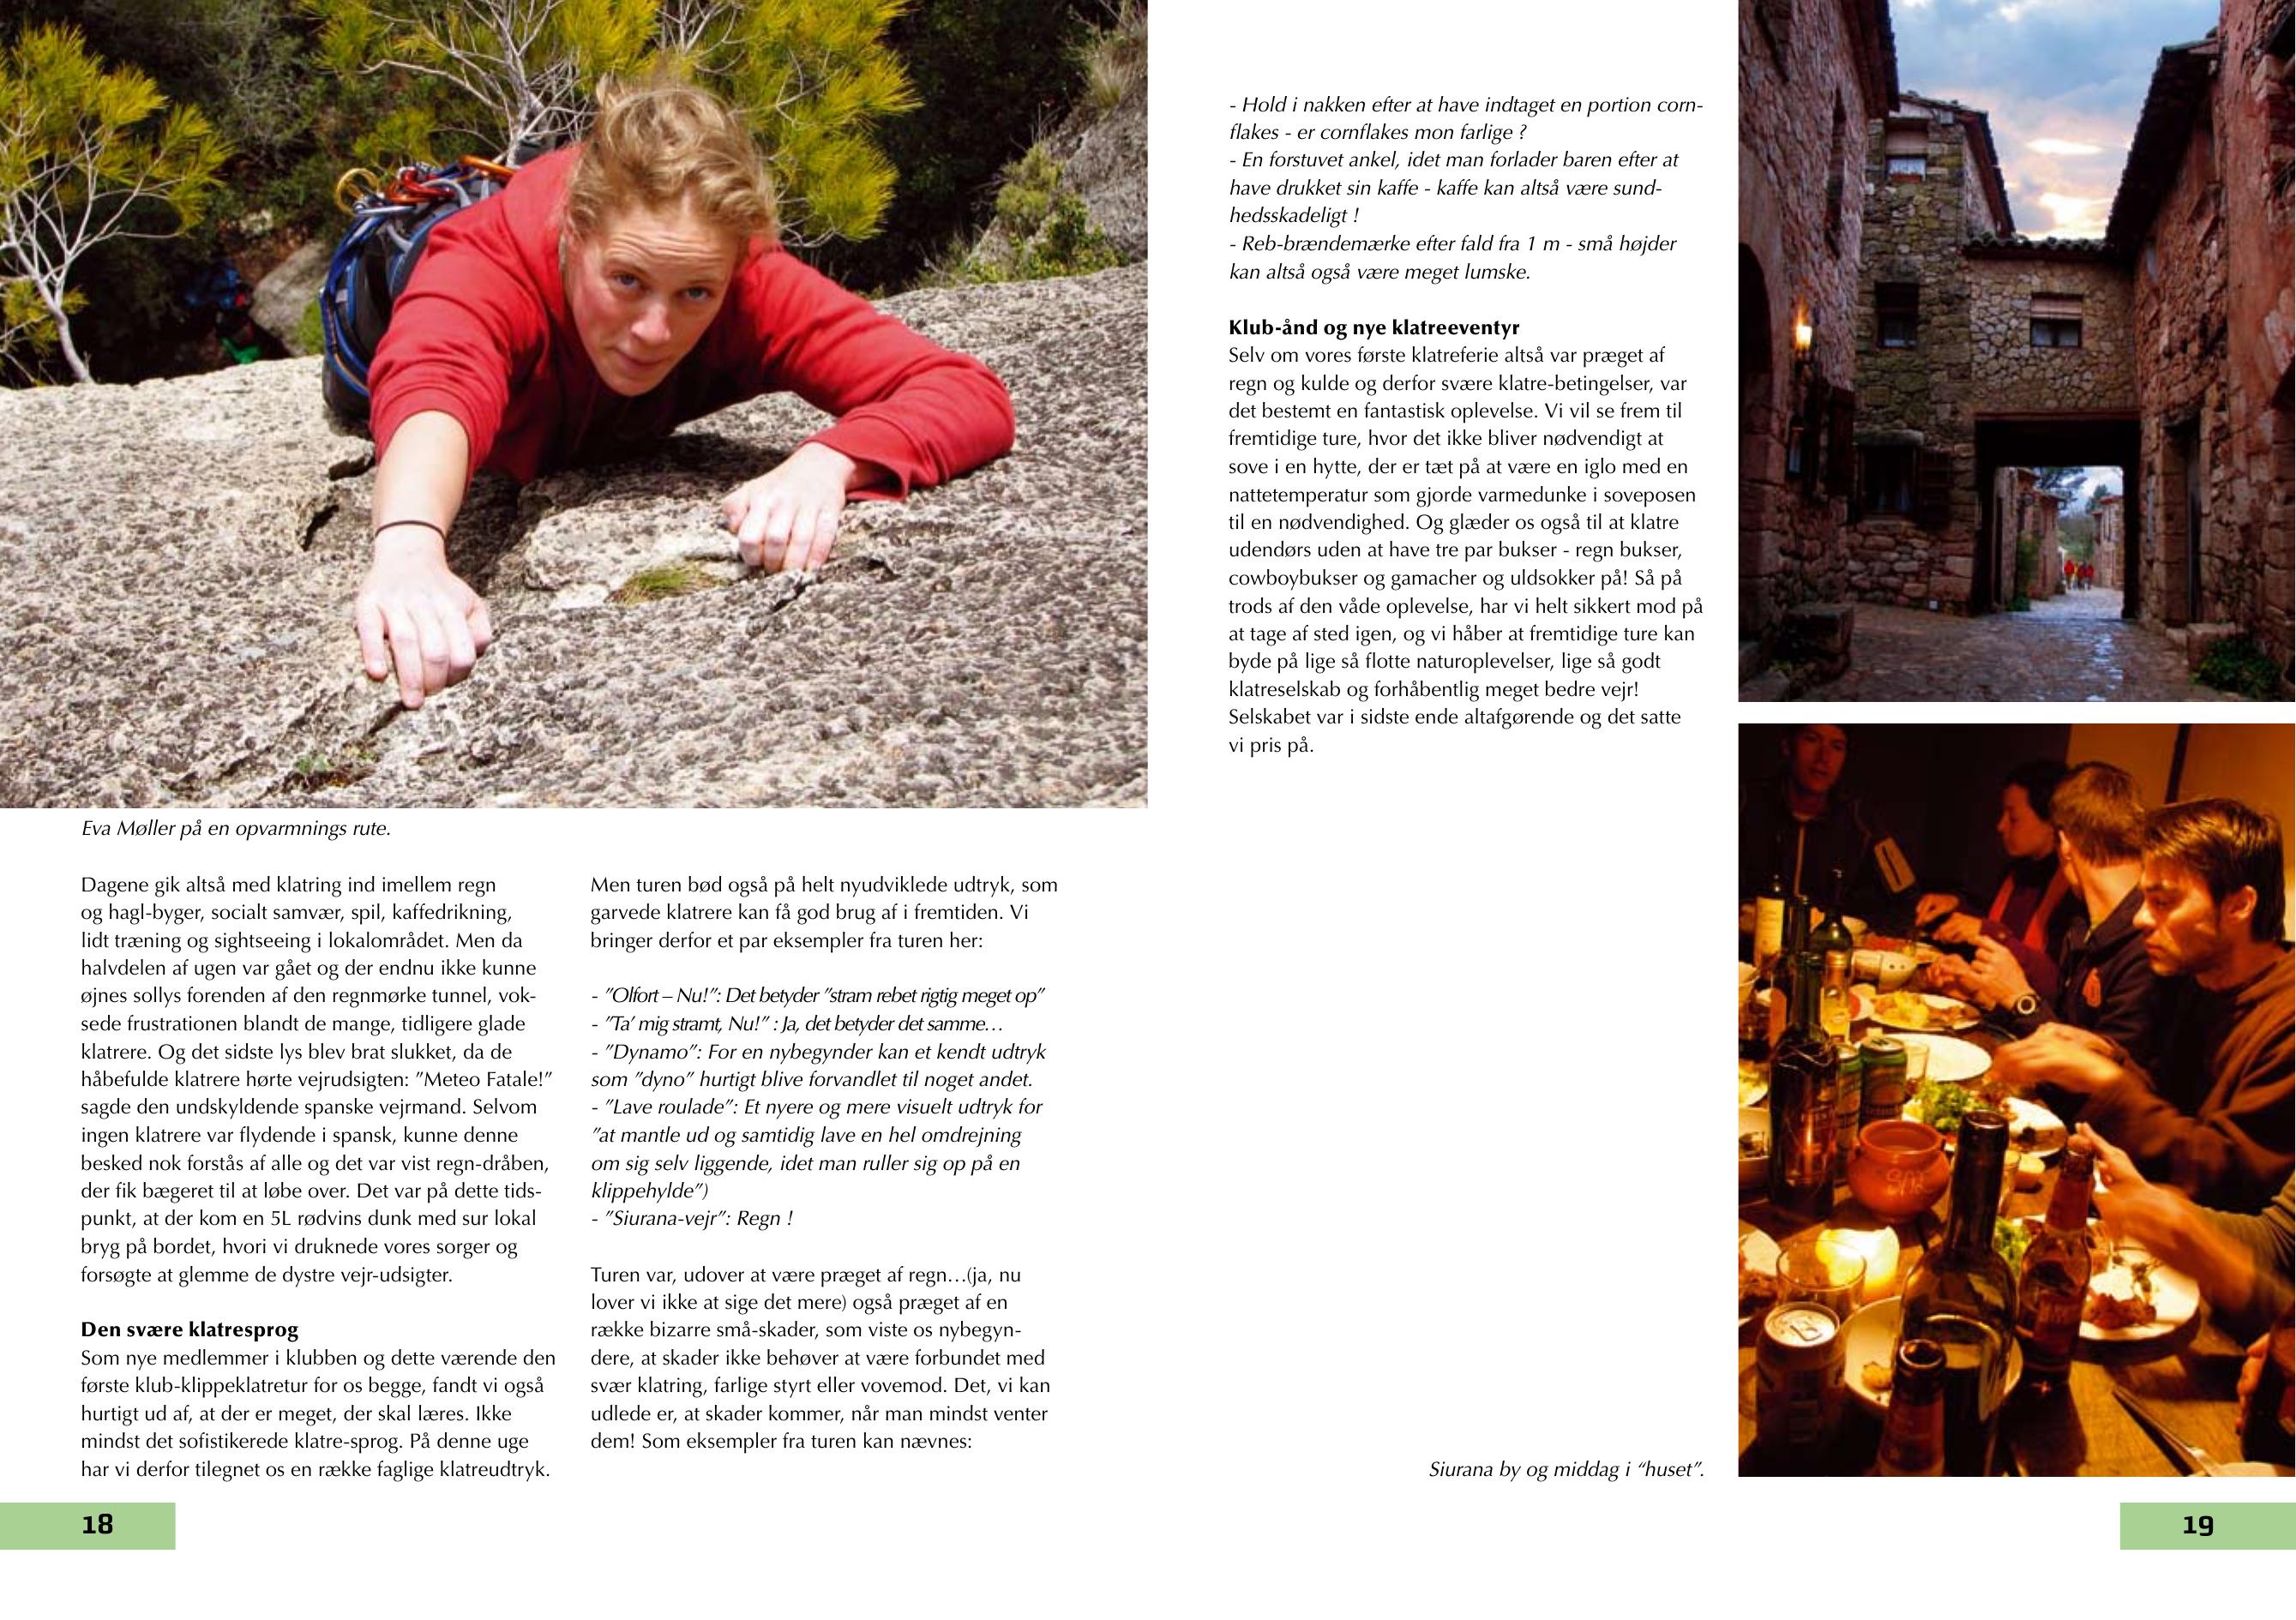 Eva Møller på en opvarmnings rute.
Dagene gik altså med klatring ind imellem regn
og hagl-byger, socialt samvær, spil, kaffedrikning,
lidt træning og sightseeing i lokalområdet. Men da
halvdelen af ugen var gået og der endnu ikke kunne
øjnes sollys forenden af den regnmørke tunnel, vok-
sede frustrationen blandt de mange, tidligere glade
klatrere. Og det sidste lys blev brat slukket, da de
håbefulde klatrere hørte vejrudsigten: ”Meteo Fatale!”
sagde den undskyldende spanske vejrmand. Selvom
ingen klatrere var flydende i spansk, kunne denne
besked nok forstås af alle og det var vist regn-dråben,
der fik bægeret til at løbe over. Det var på dette tids-
punkt, at der kom en 5L rødvins dunk med sur lokal
bryg på bordet, hvori vi druknede vores sorger og
forsøgte at glemme de dystre vejr-udsigter.
Den svære klatresprog
Som nye medlemmer i klubben og dette værende den
første klub-klippeklatretur for os begge, fandt vi også
hurtigt ud af, at der er meget, der skal læres. Ikke
mindst det sofistikerede klatre-sprog. På denne uge
har vi derfor tilegnet os en række faglige klatreudtryk.
Men turen bød også på helt nyudviklede udtryk, som
garvede klatrere kan få god brug af i fremtiden. Vi
bringer derfor et par eksempler fra turen her:
- ”Olfort – Nu!”: Det betyder ”stram rebet rigtig meget op”
- ”Ta’ mig stramt, Nu!” : Ja, det betyder det samme…
- ”Dynamo”: For en nybegynder kan et kendt udtryk
som ”dyno” hurtigt blive forvandlet til noget andet.
- ”Lave roulade”: Et nyere og mere visuelt udtryk for
”at mantle ud og samtidig lave en hel omdrejning
om sig selv liggende, idet man ruller sig op på en
klippehylde”)
- ”Siurana-vejr”: Regn !
Turen var, udover at være præget af regn…(ja, nu
lover vi ikke at sige det mere) også præget af en
række bizarre små-skader, som viste os nybegyn-
dere, at skader ikke behøver at være forbundet med
svær klatring, farlige styrt eller vovemod. Det, vi kan
udlede er, at skader kommer, når man mindst venter
dem! Som eksempler fra turen kan nævnes:
18
- Hold i nakken efter at have indtaget en portion corn-
flakes - er cornflakes mon farlige ?
- En forstuvet ankel, idet man forlader baren efter at
have drukket sin kaffe - kaffe kan altså være sund-
hedsskadeligt !
- Reb-brændemærke efter fald fra 1 m - små højder
kan altså også være meget lumske.
Klub-ånd og nye klatreeventyr
Selv om vores første klatreferie altså var præget af
regn og kulde og derfor svære klatre-betingelser, var
det bestemt en fantastisk oplevelse. Vi vil se frem til
fremtidige ture, hvor det ikke bliver nødvendigt at
sove i en hytte, der er tæt på at være en iglo med en
nattetemperatur som gjorde varmedunke i soveposen
til en nødvendighed. Og glæder os også til at klatre
udendørs uden at have tre par bukser - regn bukser,
cowboybukser og gamacher og uldsokker på! Så på
trods af den våde oplevelse, har vi helt sikkert mod på
at tage af sted igen, og vi håber at fremtidige ture kan
byde på lige så flotte naturoplevelser, lige så godt
klatreselskab og forhåbentlig meget bedre vejr!
Selskabet var i sidste ende altafgørende og det satte
vi pris på.
Siurana by og middag i “huset”.
19